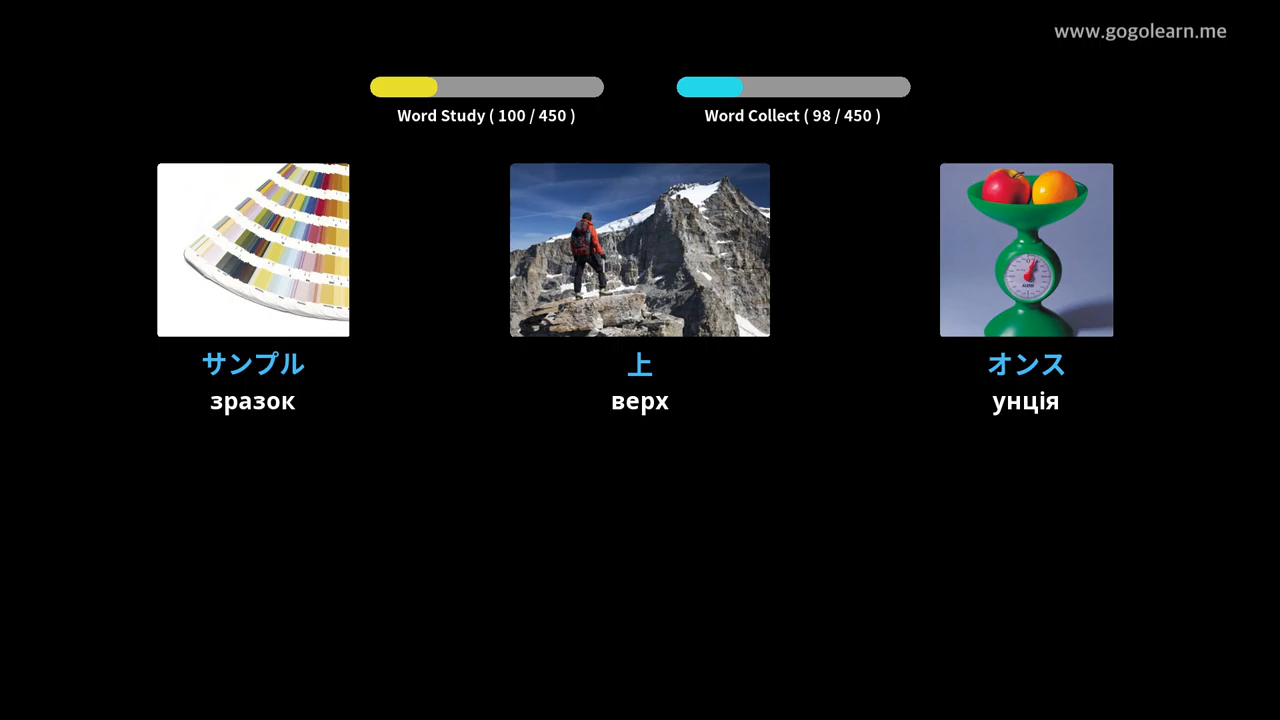 www.gogolearn.me
Word Study ( 100 / 450 )
Word Collect ( 98 / 450 )
サンプル
зразок
上
верх
オンス
унція